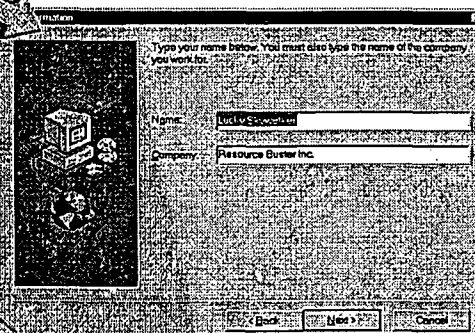 Type your name below. You must also type the name of the company
you work for.
Name:
Company: Resource Buster Inc.
< Back Next > Cancel